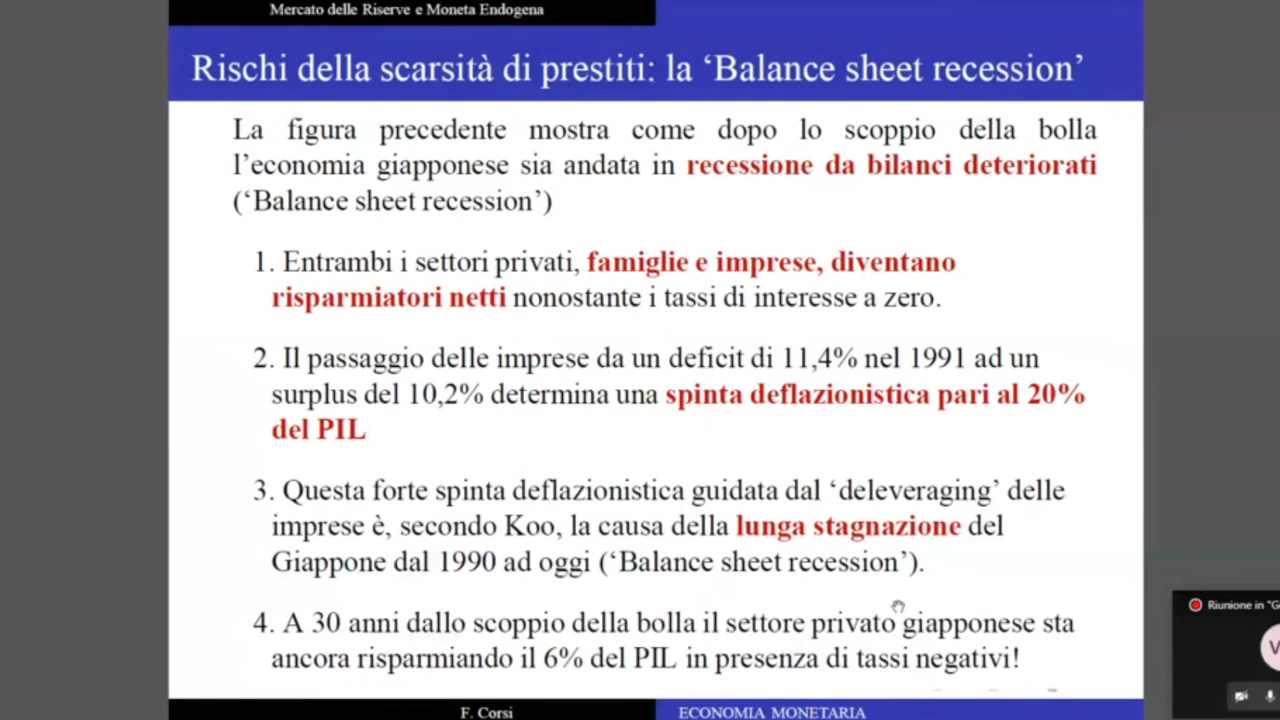 Mercato delle Riserve e Moneta Endogena
Rischi della scarsità di prestiti: la ‘Balance sheet recession’
La figura precedente mostra come dopo lo scoppio della bolla
l’economia giapponese sia andata in recessione da bilanci deteriorati
(‘Balance sheet recession’)
1. Entrambi i settori privati, famiglie e imprese, diventano
risparmiatori netti nonostante i tassi di interesse a zero.
2. Il passaggio delle imprese da un deficit di 11,4% nel 1991 ad un
surplus del 10,2% determina una spinta deflazionistica pari al 20%
del PIL
3. Questa forte spinta deflazionistica guidata dal ‘deleveraging’ delle
imprese è, secondo Koo, la causa della lunga stagnazione del
Giappone dal 1990 ad oggi (‘Balance sheet recession’).
4. A 30 anni dallo scoppio della bolla il settore privato giapponese sta
ancora risparmiando il 6% del PIL in presenza di tassi negativi!
F. Corsi
ECONOMIA MONETARIA
Riunione in "G
V